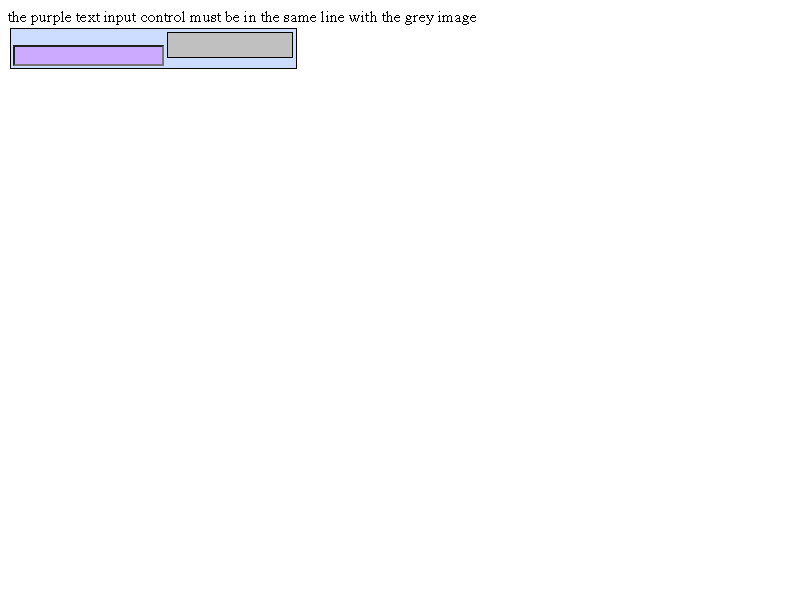 the purple text input control must be in the same line with the grey image